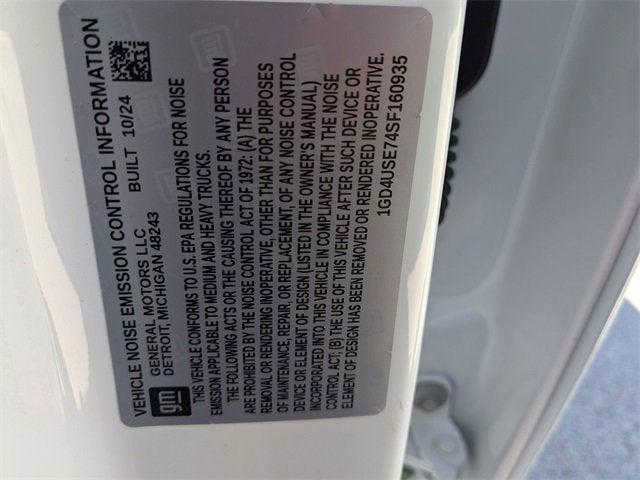 VEHICLE NOISE EMISSION CONTROL INFORMATION
gm
GENERAL MOTORS LLC BUILT 10/24
DETROIT, MICHIGAN 48243
THIS VEHICLE CONFORMS TO U.S. EPA REGULATIONS FOR NOISE
EMISSION APPLICABLE TO MEDIUM AND HEAVY TRUCKS.
THE FOLLOWING ACTS OR THE CAUSING THEREOF BY ANY PERSON
ARE PROHIBITED BY THE NOISE CONTROL ACT OF 1972: (A) THE
REMOVAL OR RENDERING INOPERATIVE, OTHER THAN FOR PURPOSES
OF MAINTENANCE, REPAIR, OR REPLACEMENT, OF ANY NOISE CONTROL
DEVICE OR ELEMENT OF DESIGN (LISTED IN THE OWNER'S MANUAL)
INCORPORATED INTO THIS VEHICLE IN COMPLIANCE WITH THE NOISE
CONTROL ACT; (B) THE USE OF THIS VEHICLE AFTER SUCH DEVICE OR
ELEMENT OF DESIGN HAS BEEN REMOVED OR RENDERED INOPERATIVE.
1GD4USE74SF160935